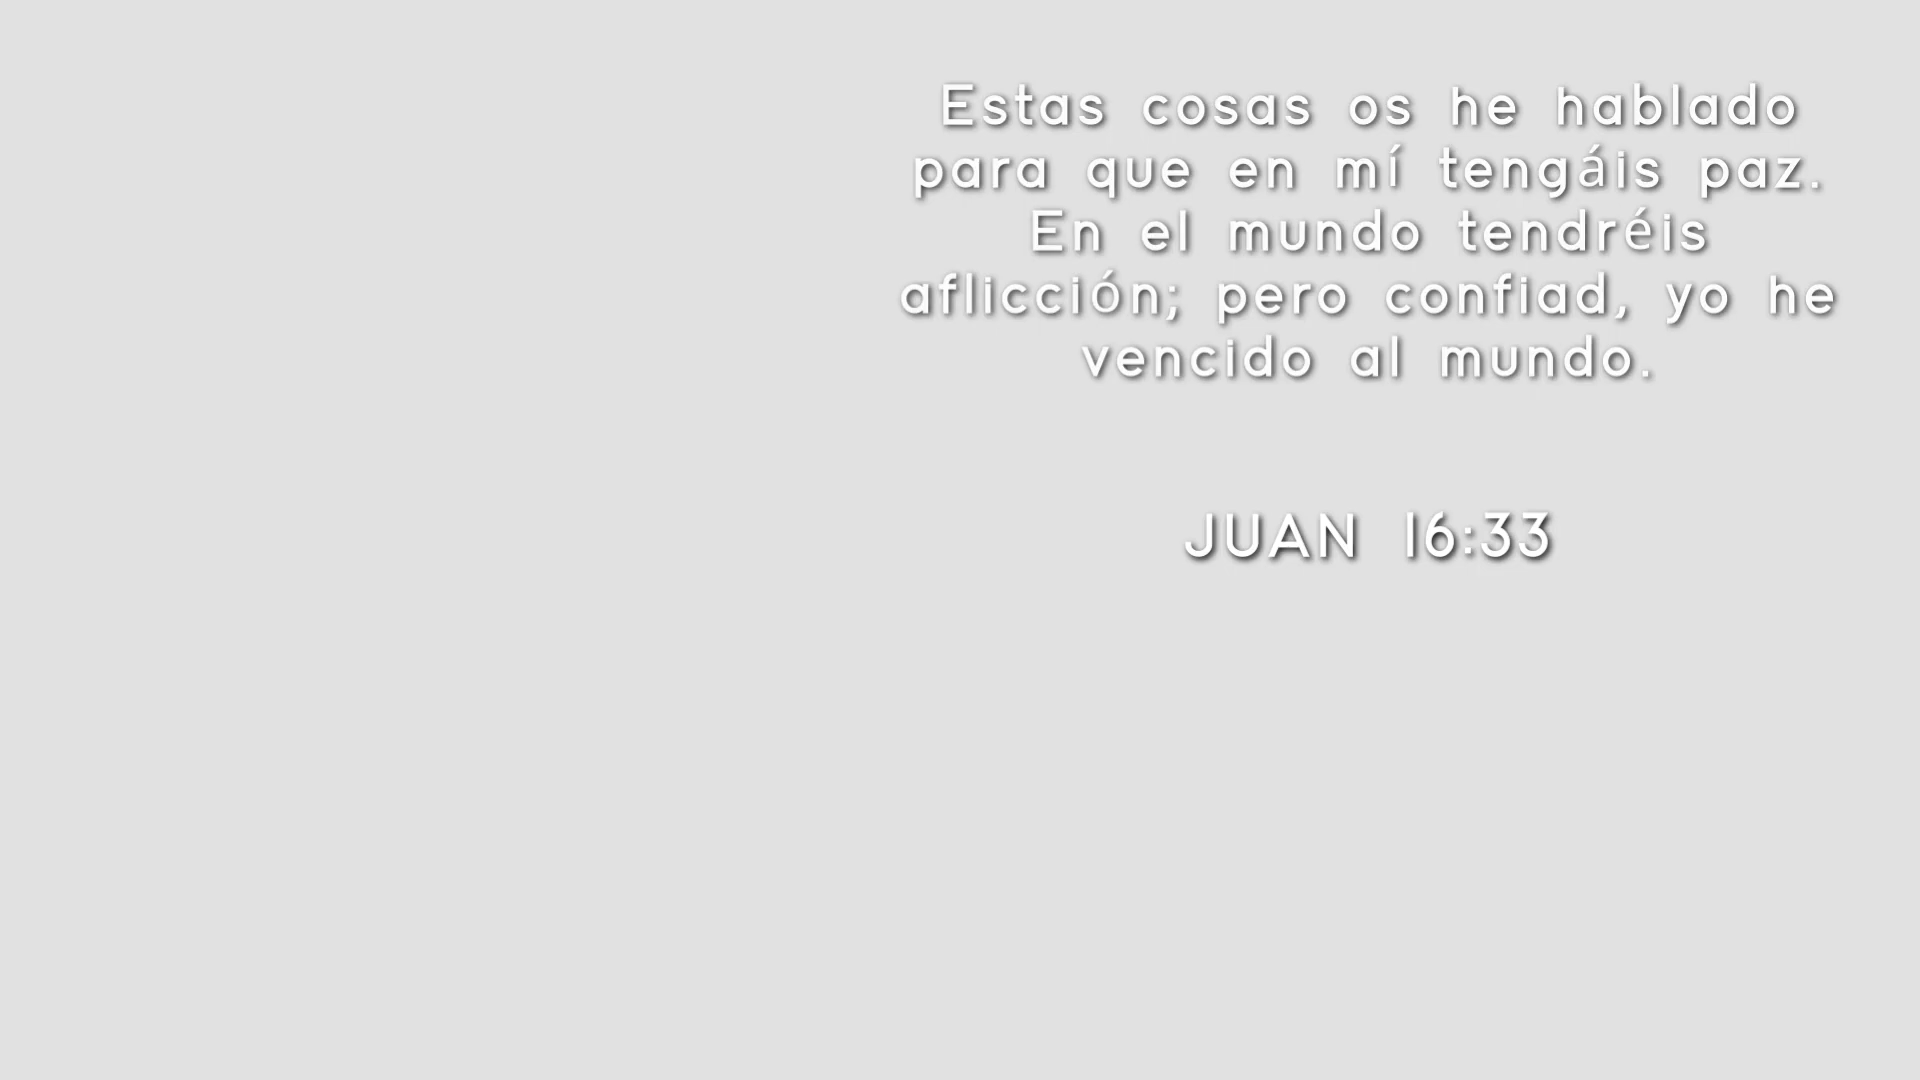 Estas cosas os he hablado
para que en mí tengáis paz.
En el mundo tendréis
aflicción; pero confiad, yo he
vencido al mundo.
JUAN 16:33